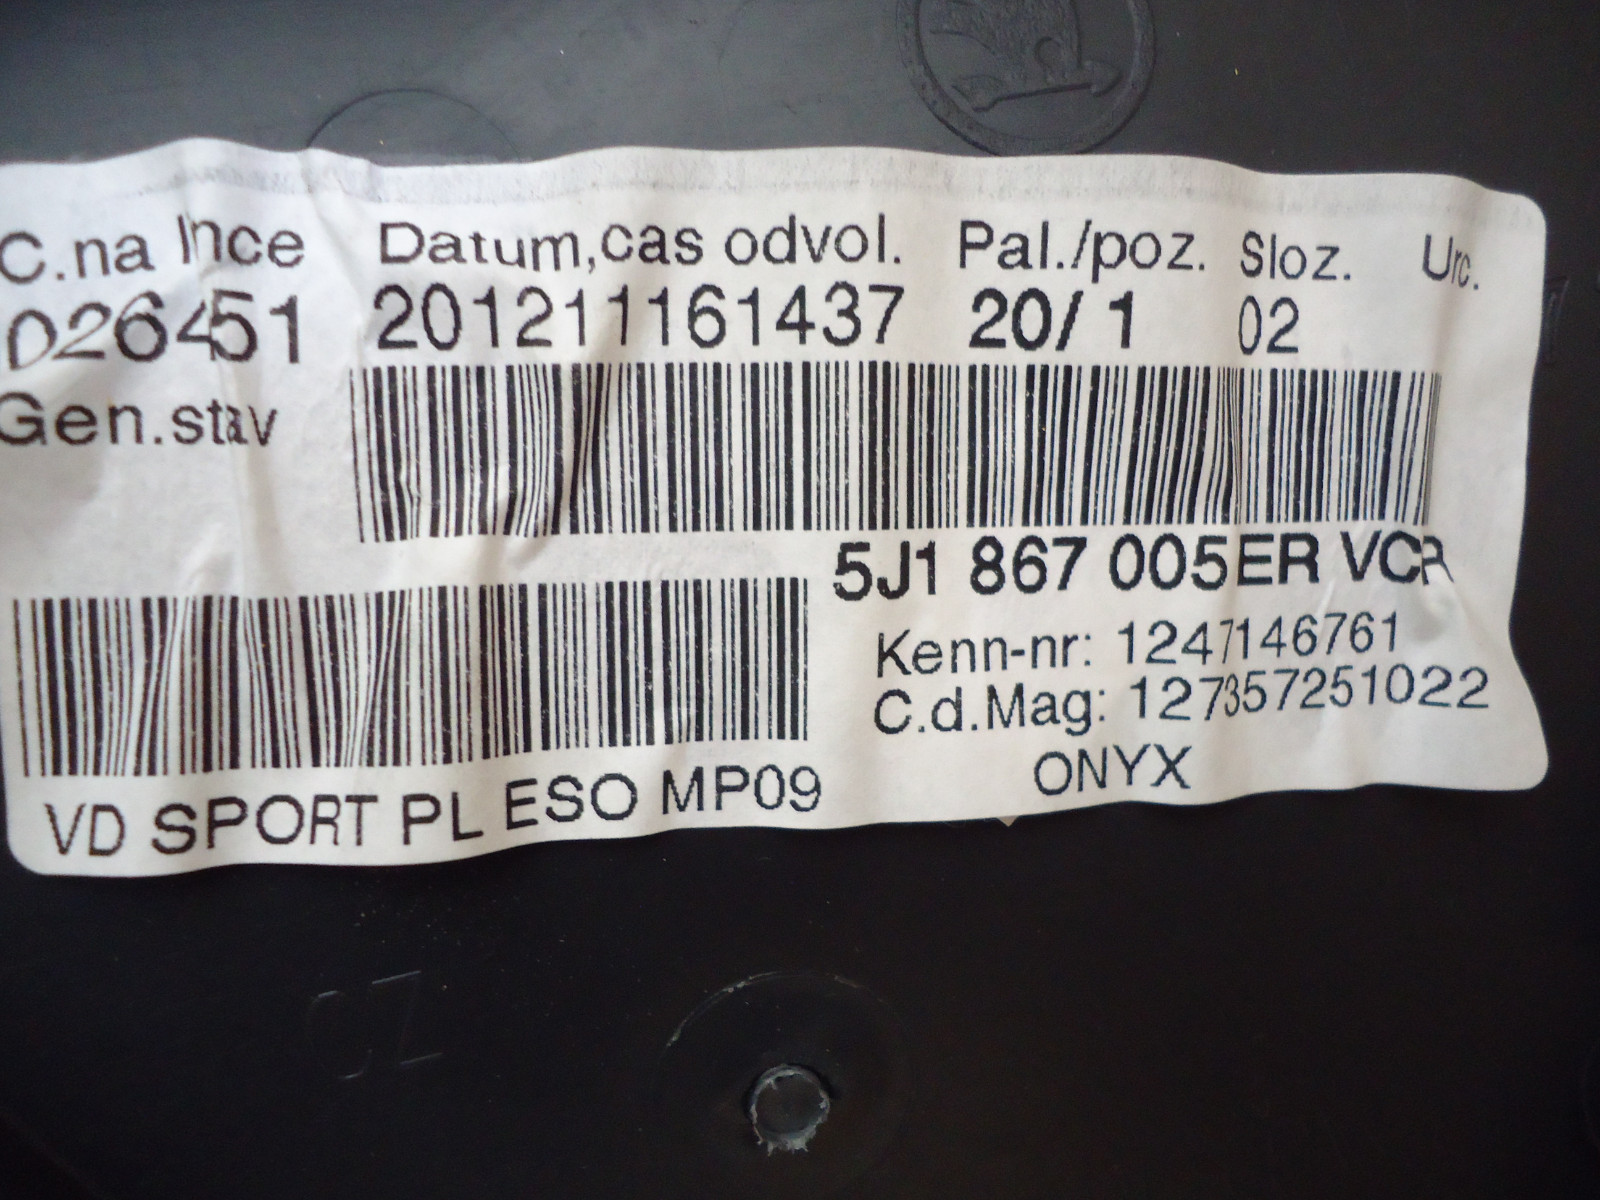 C.na lnce Datum,cas odvol. Pal./poz. Sloz. Urc.
026451 201211161437 20/ 1 02
Gen.stav
5J1 867 005ER VCR
Kenn-nr: 1247146761
C.d.Mag: 127357251022
VD SPORT PL ESO MP09 ONYX
CZ